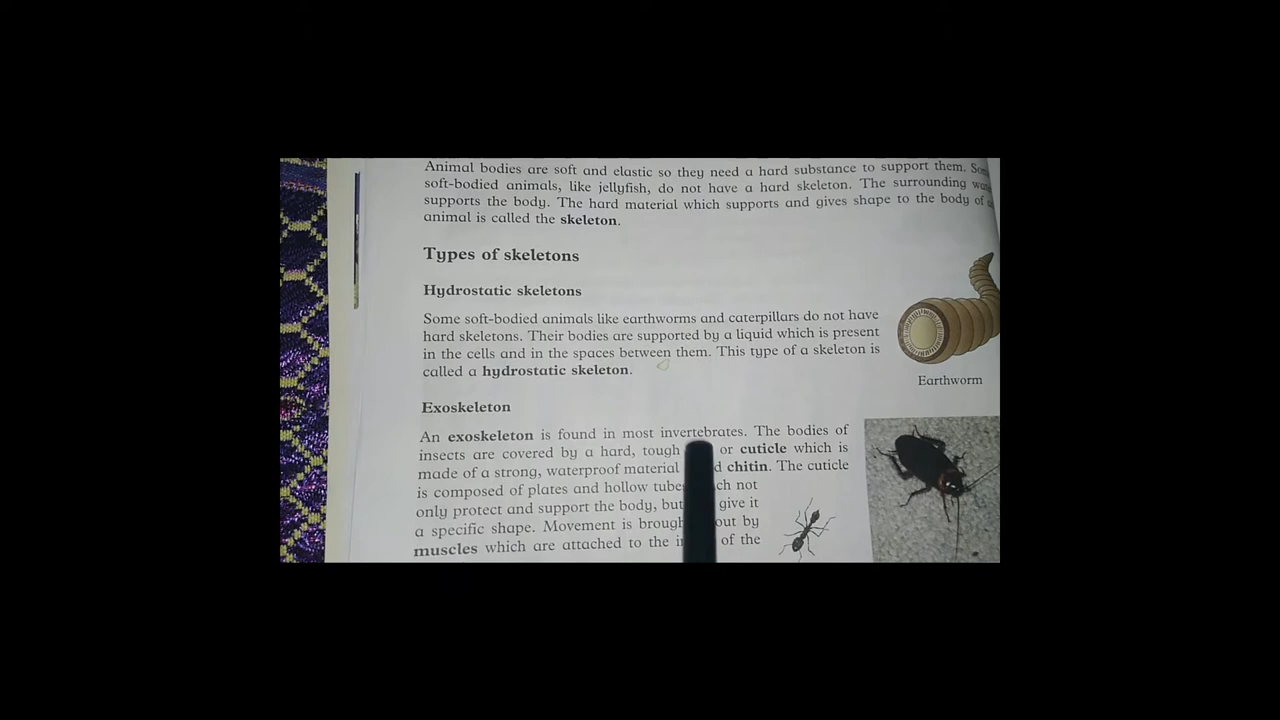 Animal bodies are soft and elastic so they need a hard substance to support them.
soft-bodied animals, like jellyfish, do not have a hard skeleton. The surrounding
supports the body. The hard material which supports and gives shape to the body of
animal is called the skeleton.
Types of skeletons
Hydrostatic skeletons
Some soft-bodied animals like earthworms and caterpillars do not have
hard skeletons. Their bodies are supported by a liquid which is present
in the cells and in the spaces between them. This type of a skeleton is
called a hydrostatic skeleton.
Earthworm
Exoskeleton
An exoskeleton is found in most invertebrates. The bodies of
insects are covered by a hard, tough or cuticle which is
made of a strong, waterproof material chitin. The cuticle
is composed of plates and hollow not
only protect and support the body, give it
a specific shape. Movement is by
muscles which are attached to the of the